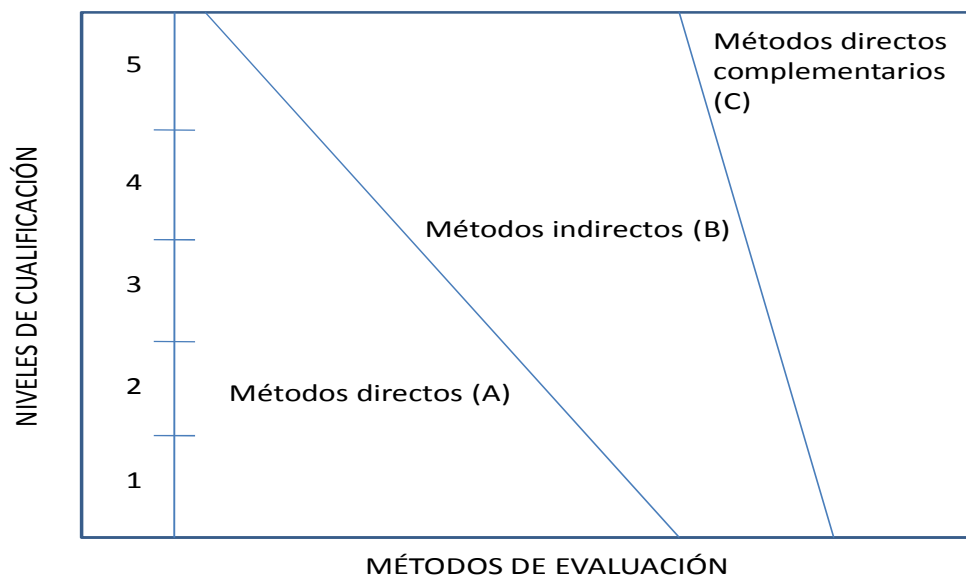 Métodos directos
complementarios
(C)
5
4
Métodos indirectos (B)
3
2
Métodos directos (A)
1
NIVELES DE CUALIFICACIÓN
MÉTODOS DE EVALUACIÓN